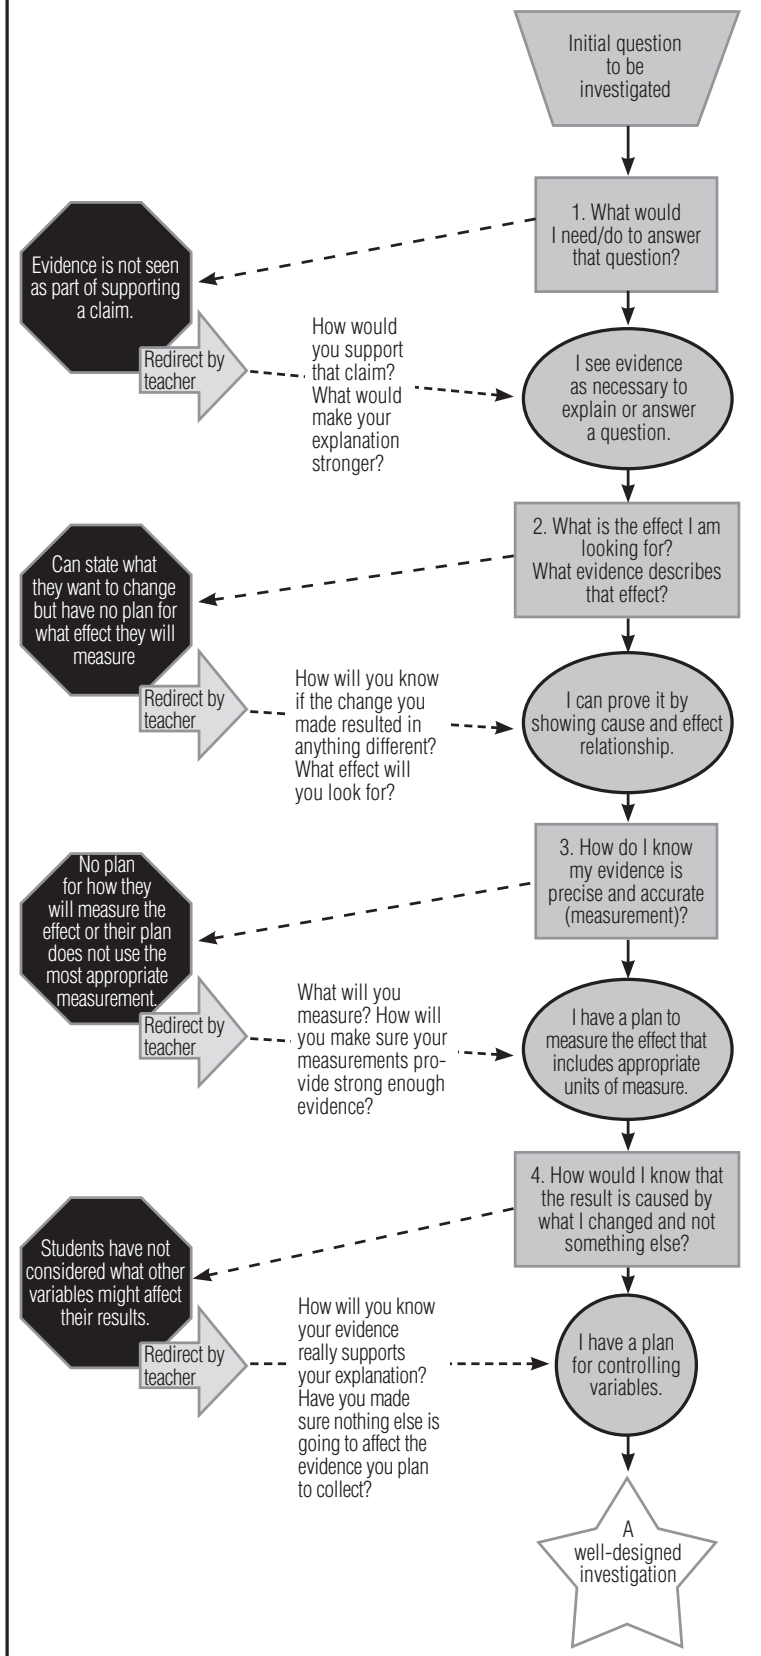 Initial question
to be
investigated
1. What would
I need/do to answer
that question?
Evidence is not seen
as part of supporting
a claim.
Redirect by
teacher
How would
you support
that claim?
What would
make your
explanation
stronger?
I see evidence
as necessary to
explain or answer
a question.
2. What is the effect I am
looking for?
What evidence describes
that effect?
Can state what
they want to change
but have no plan for
what effect they will
measure
Redirect by
teacher
How will you know
if the change you
made resulted in
anything different?
What effect will
you look for?
I can prove it by
showing cause and effect
relationship.
3. How do I know
my evidence is
precise and accurate
(measurement)?
No plan
for how they
will measure the
effect or their plan
does not use the
most appropriate
measurement.
Redirect by
teacher
What will you
measure? How will
you make sure your
measurements pro-
vide strong enough
evidence?
I have a plan to
measure the effect that
includes appropriate
units of measure.
4. How would I know that
the result is caused by
what I changed and not
something else?
Students have not
considered what other
variables might affect
their results.
Redirect by
teacher
How will you know
your evidence
really supports
your explanation?
Have you made
sure nothing else is
going to affect the
evidence you plan
to collect?
I have a plan
for controlling
variables.
A
well-designed
investigation